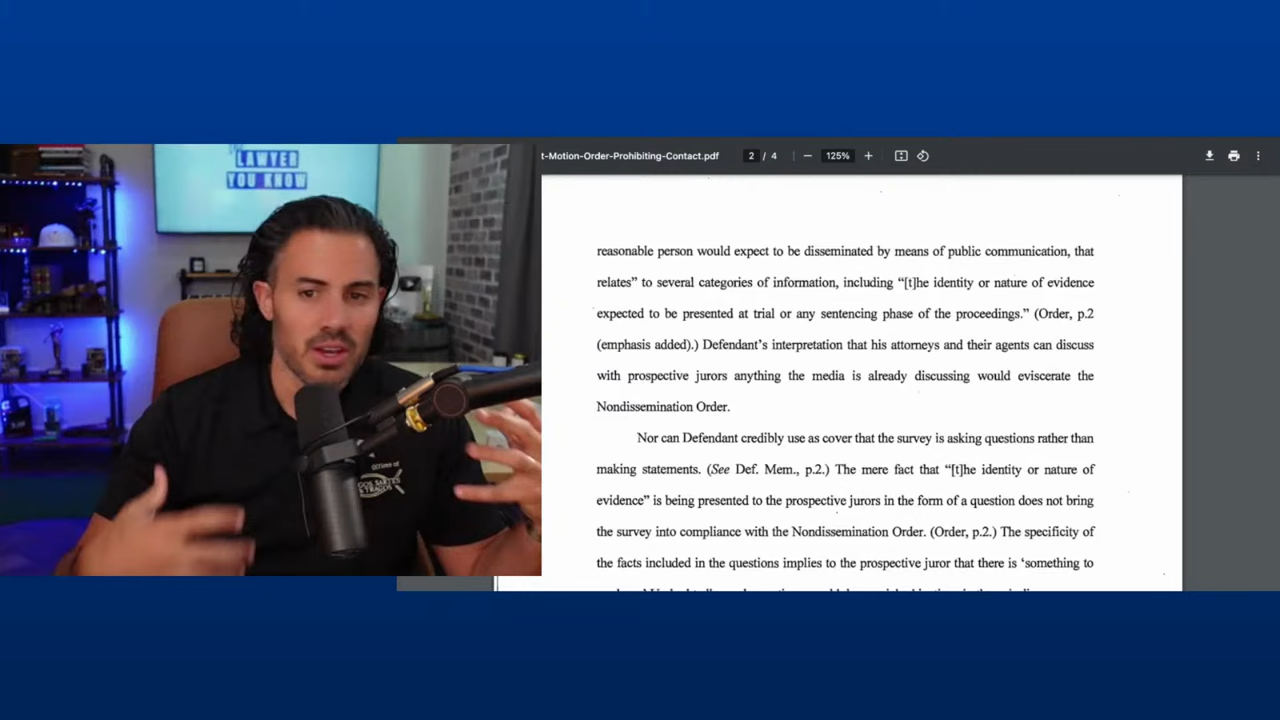 LAWYER
YOU KNOW
t-Motion-Order-Prohibiting-Contact.pdf
2 / 4
125%
reasonable person would expect to be disseminated by means of public communication, that
relates” to several categories of information, including “[t]he identity or nature of evidence
expected to be presented at trial or any sentencing phase of the proceedings.” (Order, p.2
(emphasis added).) Defendant’s interpretation that his attorneys and their agents can discuss
with prospective jurors anything the media is already discussing would eviscerate the
Nondissemination Order.
Nor can Defendant credibly use as cover that the survey is asking questions rather than
making statements. (See Def. Mem., p.2.) The mere fact that “[t]he identity or nature of
evidence” is being presented to the prospective jurors in the form of a question does not bring
the survey into compliance with the Nondissemination Order. (Order, p.2.) The specificity of
the facts included in the questions implies to the prospective juror that there is ‘something to